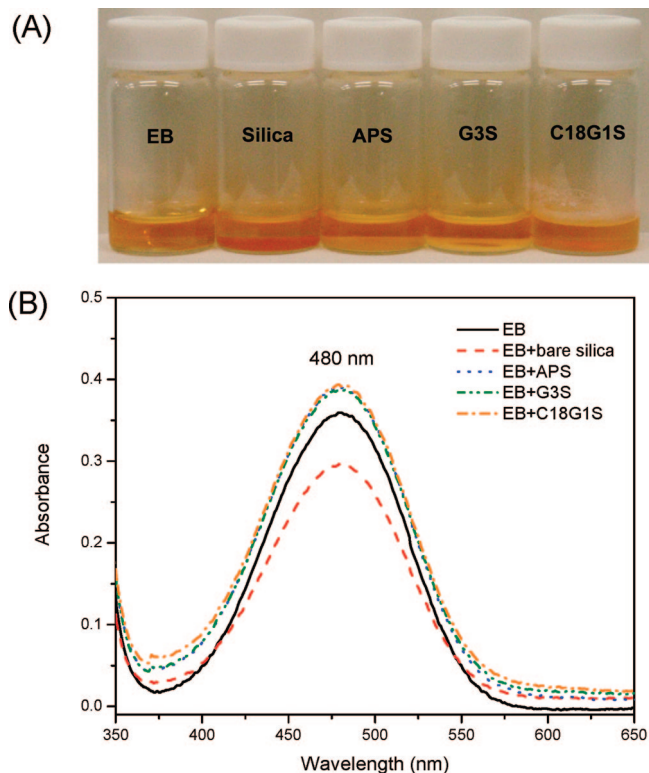 (A)
EB
Silica
APS
G3S
C18G1S
(B)
480 nm
EB
EB+bare silica
EB+APS
EB+G3S
EB+C18G1S
0.5
0.4
0.3
0.2
0.1
0.0
Absorbance
350
400
450
500
550
600
650
Wavelength (nm)